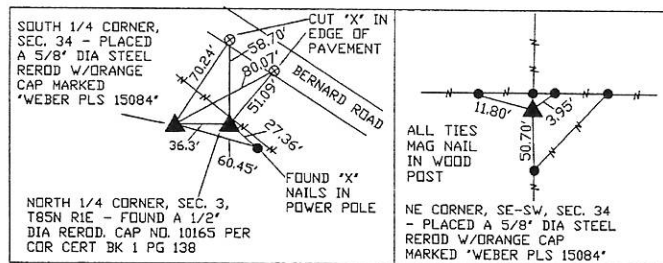 SOUTH 1/4 CORNER,
SEC. 34 - PLACED
A 5/8" DIA STEEL
REROD W/ORANGE
CAP MARKED
"WEBER PLS 15084"
CUT "X" IN
EDGE OF
PAVEMENT
70.24'
58.70'
80.07'
51.09'
BERNARD ROAD
27.36'
36.3'
60.45'
FOUND "X"
NAILS IN
POWER POLE
NORTH 1/4 CORNER, SEC. 3,
T85N R1E - FOUND A 1/2"
DIA REROD. CAP NO. 10165 PER
COR CERT BK 1 PG 138
11.80'
3.95'
50.70'
ALL TIES
MAG NAIL
IN WOOD
POST
NE CORNER, SE-SW, SEC. 34
- PLACED A 5/8" DIA STEEL
REROD W/ORANGE CAP
MARKED "WEBER PLS 15084"